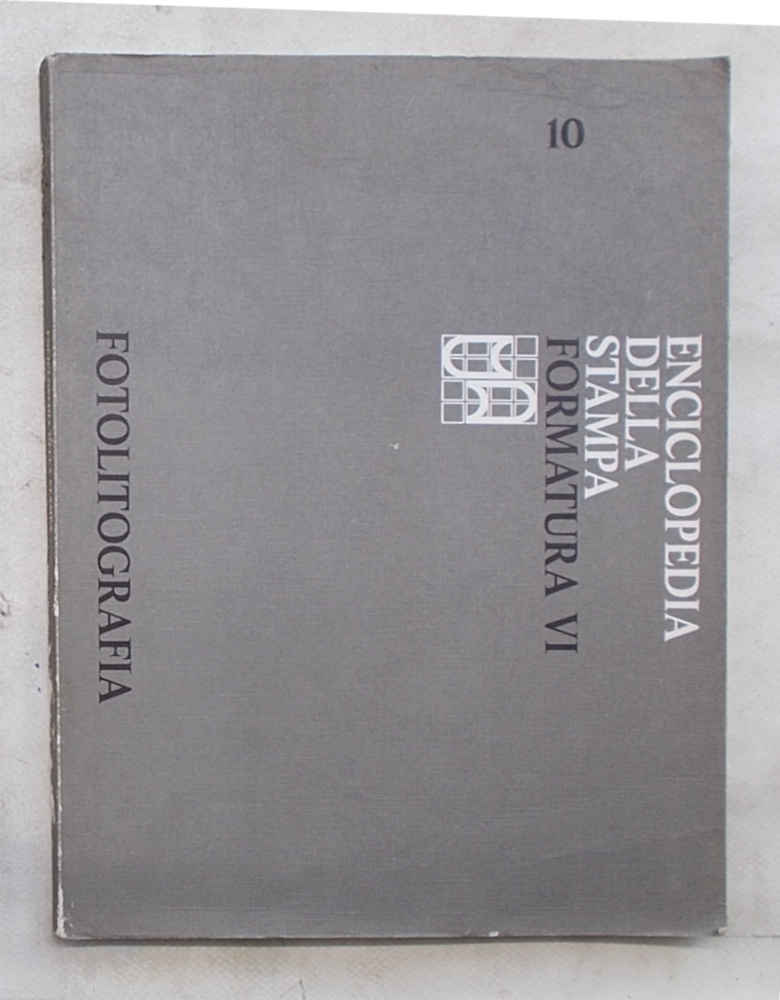 10
ENCICLOPEDIA
DELLA
STAMPA
FORMATURA VI
FOTOLITOGRAFIA